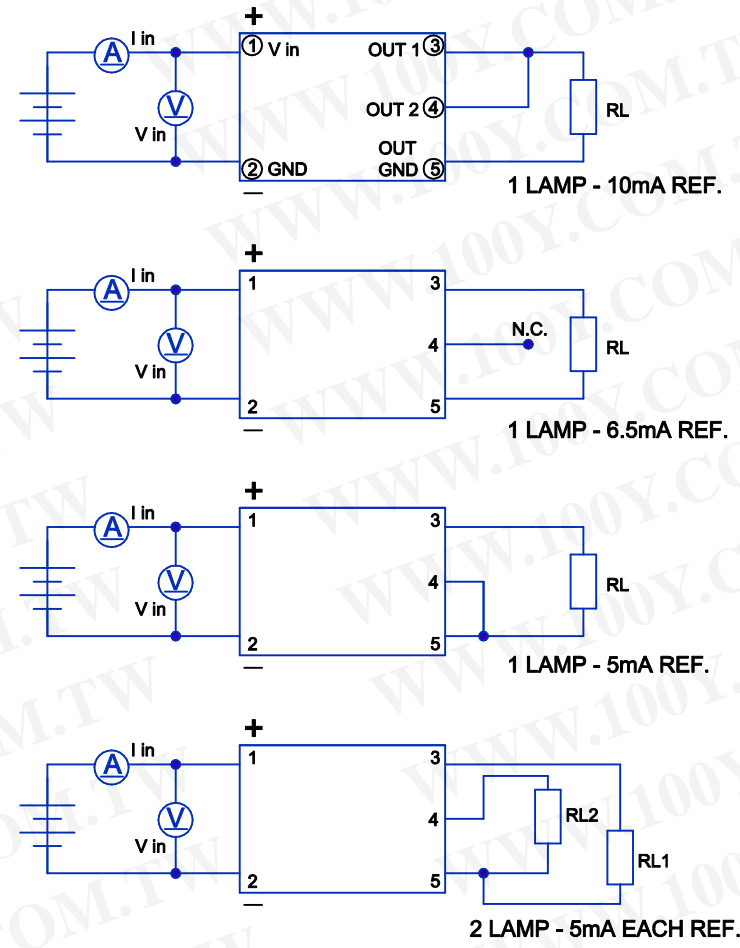 +
A I in
① V in OUT 1 ③
V
V in
OUT 2 ④
RL
OUT
② GND GND ⑤
—
1 LAMP - 10mA REF.
+
A I in
1 3
V
V in
4 N.C.
RL
2 5
—
1 LAMP - 6.5mA REF.
+
A I in
1 3
V
V in
4
RL
2 5
—
1 LAMP - 5mA REF.
+
A I in
1 3
V
V in
4
RL2
RL1
2 5
—
2 LAMP - 5mA EACH REF.
WWW.100Y.COM.TW